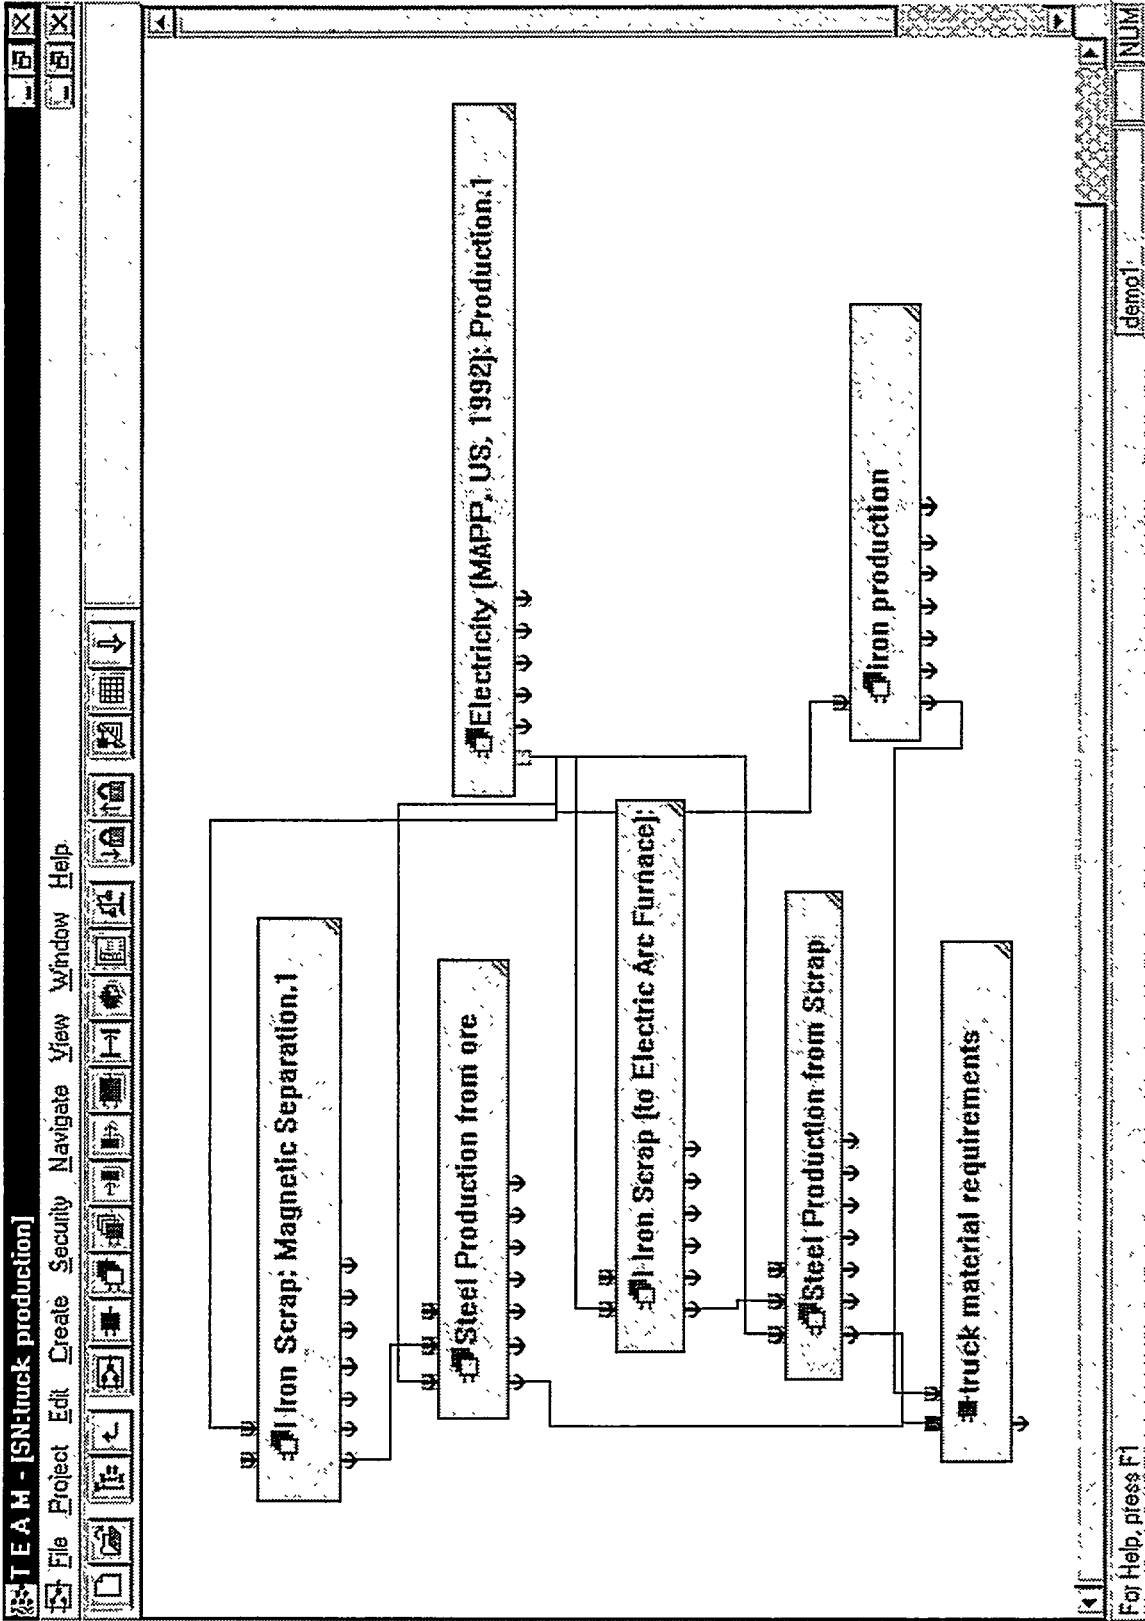 T E A M - [SN:truck production]
File Project Edit Create Security Navigate View Window Help
I Iron Scrap: Magnetic Separation.1
Electricity (MAPP, US, 1992): Production.1
Steel Production from ore
I Iron Scrap (to Electric Arc Furnace):
Steel Production from Scrap
Iron production
truck material requirements
For Help, press F1
demo1
NUM